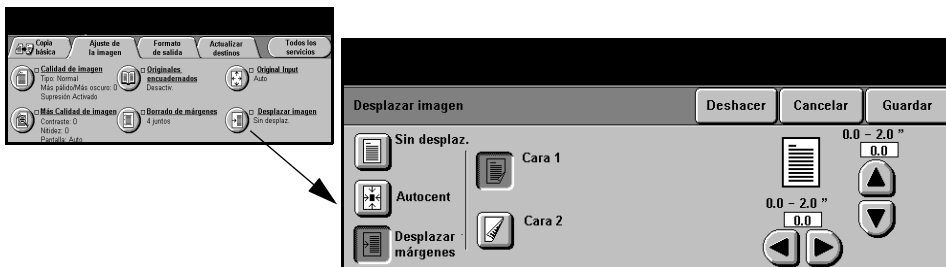 Copia básica
Ajuste de la imagen
Formato de salida
Actualizar destinos
Todos los servicios
Calidad de imagen
Tipo: Normal
Más pálido/Más oscuro: 0
Supresión Activado
Originales encuadernados
Desactiv.
Original Input
Auto
Más Calidad de imagen
Contraste: 0
Nitidez: 0
Pantalla: Auto
Borrado de márgenes
4 juntos
Desplazar imagen
Sin desplaz.
Desplazar imagen
Deshacer
Cancelar
Guardar
Sin desplaz.
Autocent
Desplazar márgenes
Cara 1
Cara 2
0.0 – 2.0 "
0.0
0.0 – 2.0 "
0.0